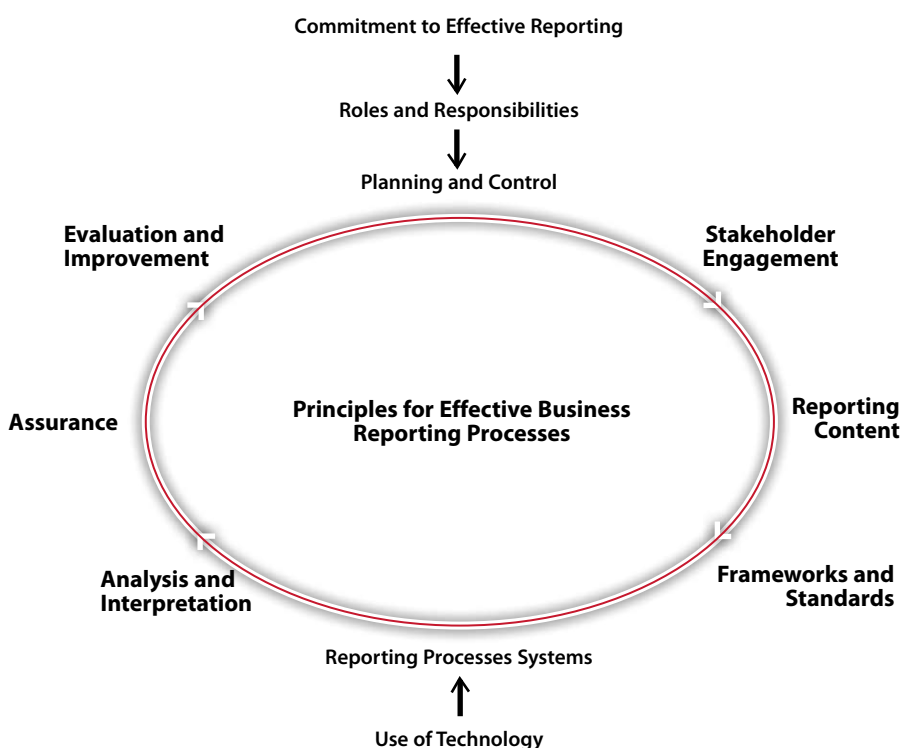 Commitment to Effective Reporting
Roles and Responsibilities
Planning and Control
Evaluation and
Improvement
Stakeholder
Engagement
Assurance
Principles for Effective Business
Reporting Processes
Reporting
Content
Analysis and
Interpretation
Frameworks and
Standards
Reporting Processes Systems
Use of Technology